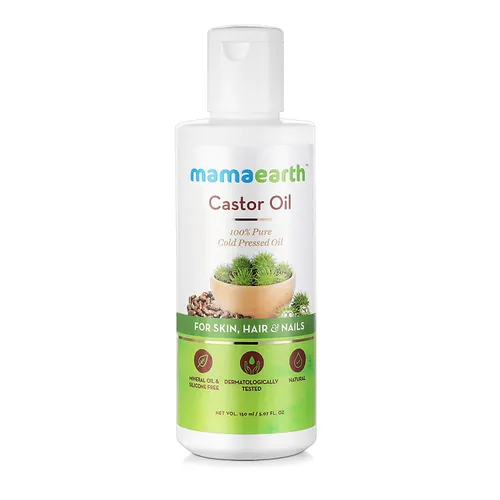 mamaearth™
Castor Oil
100% Pure
Cold Pressed Oil
FOR SKIN, HAIR & NAILS
MINERAL OIL &
SILICONE FREE
DERMATOLOGICALLY
TESTED
NATURAL
NET VOL. 150 ml / 5.07 FL. OZ